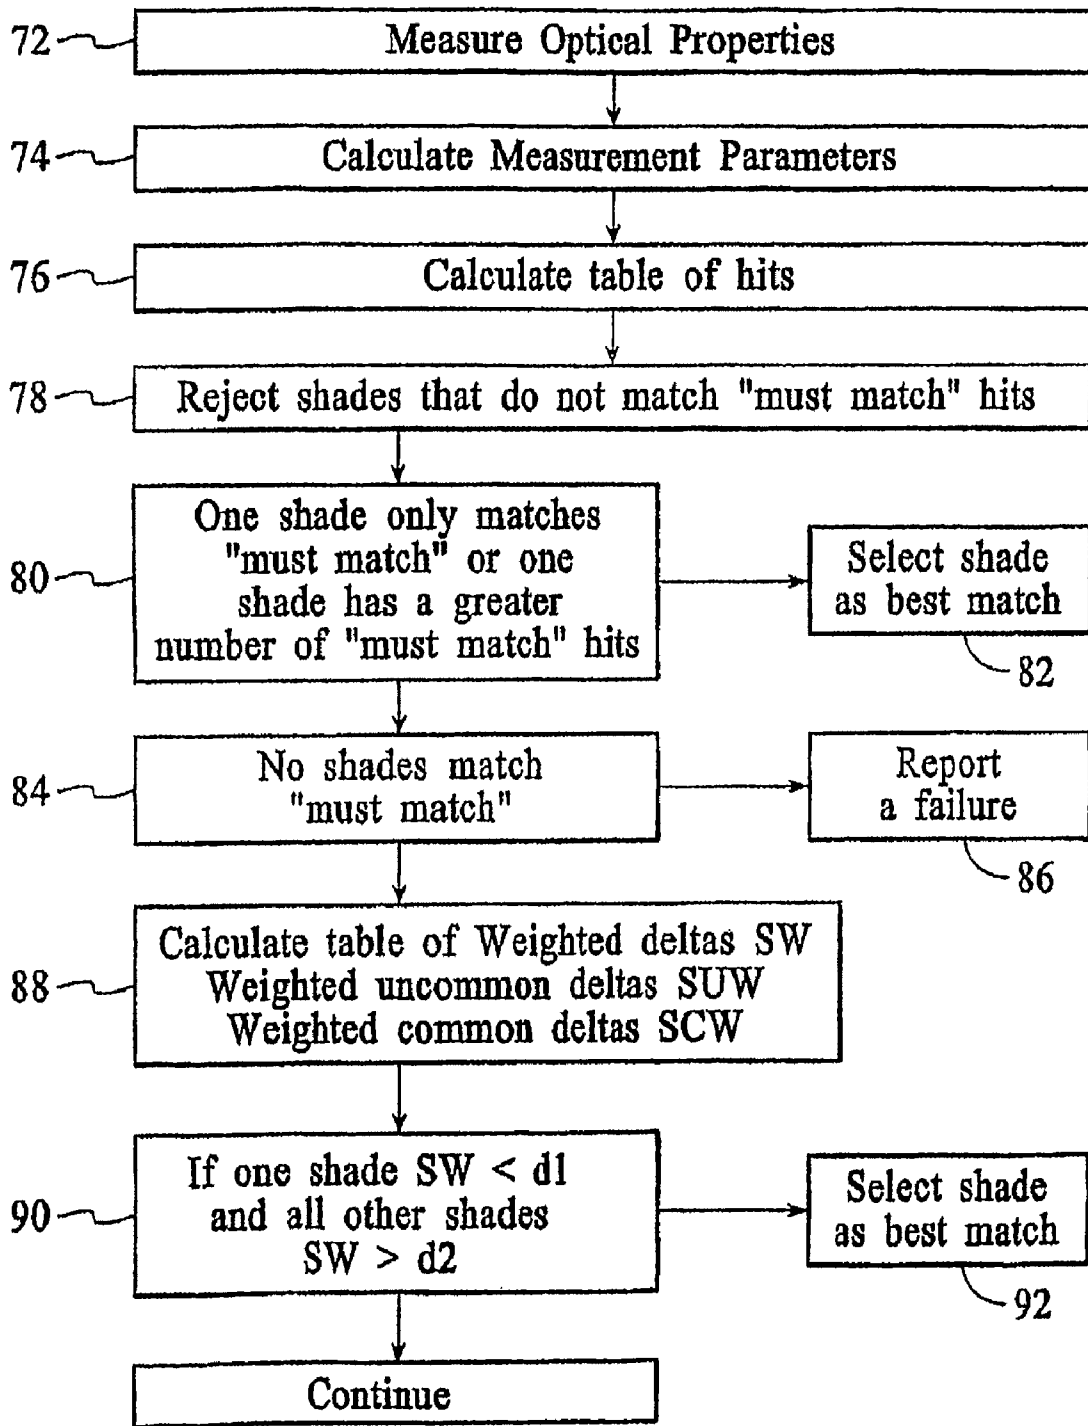 72 Measure Optical Properties
74 Calculate Measurement Parameters
76 Calculate table of hits
78 Reject shades that do not match "must match" hits
80
One shade only matches
"must match" or one
shade has a greater
number of "must match" hits
Select shade
as best match
82
84
No shades match
"must match"
Report
a failure
86
88
Calculate table of Weighted deltas SW
Weighted uncommon deltas SUW
Weighted common deltas SCW
90
If one shade SW < d1
and all other shades
SW > d2
Select shade
as best match
92
Continue